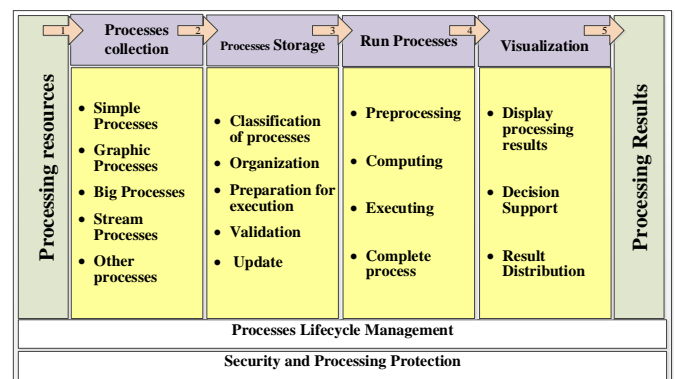 1
Processes
collection
2
Processes Storage
3
Run Processes
4
Visualization
5
Processing resources
• Simple
Processes
• Graphic
Processes
• Big Processes
• Stream
Processes
• Other
processes
• Classification
of processes
• Organization
• Preparation for
execution
• Validation
• Update
• Preprocessing
• Computing
• Executing
• Complete
process
• Display
processing
results
• Decision
Support
• Result
Distribution
Processing Results
Processes Lifecycle Management
Security and Processing Protection